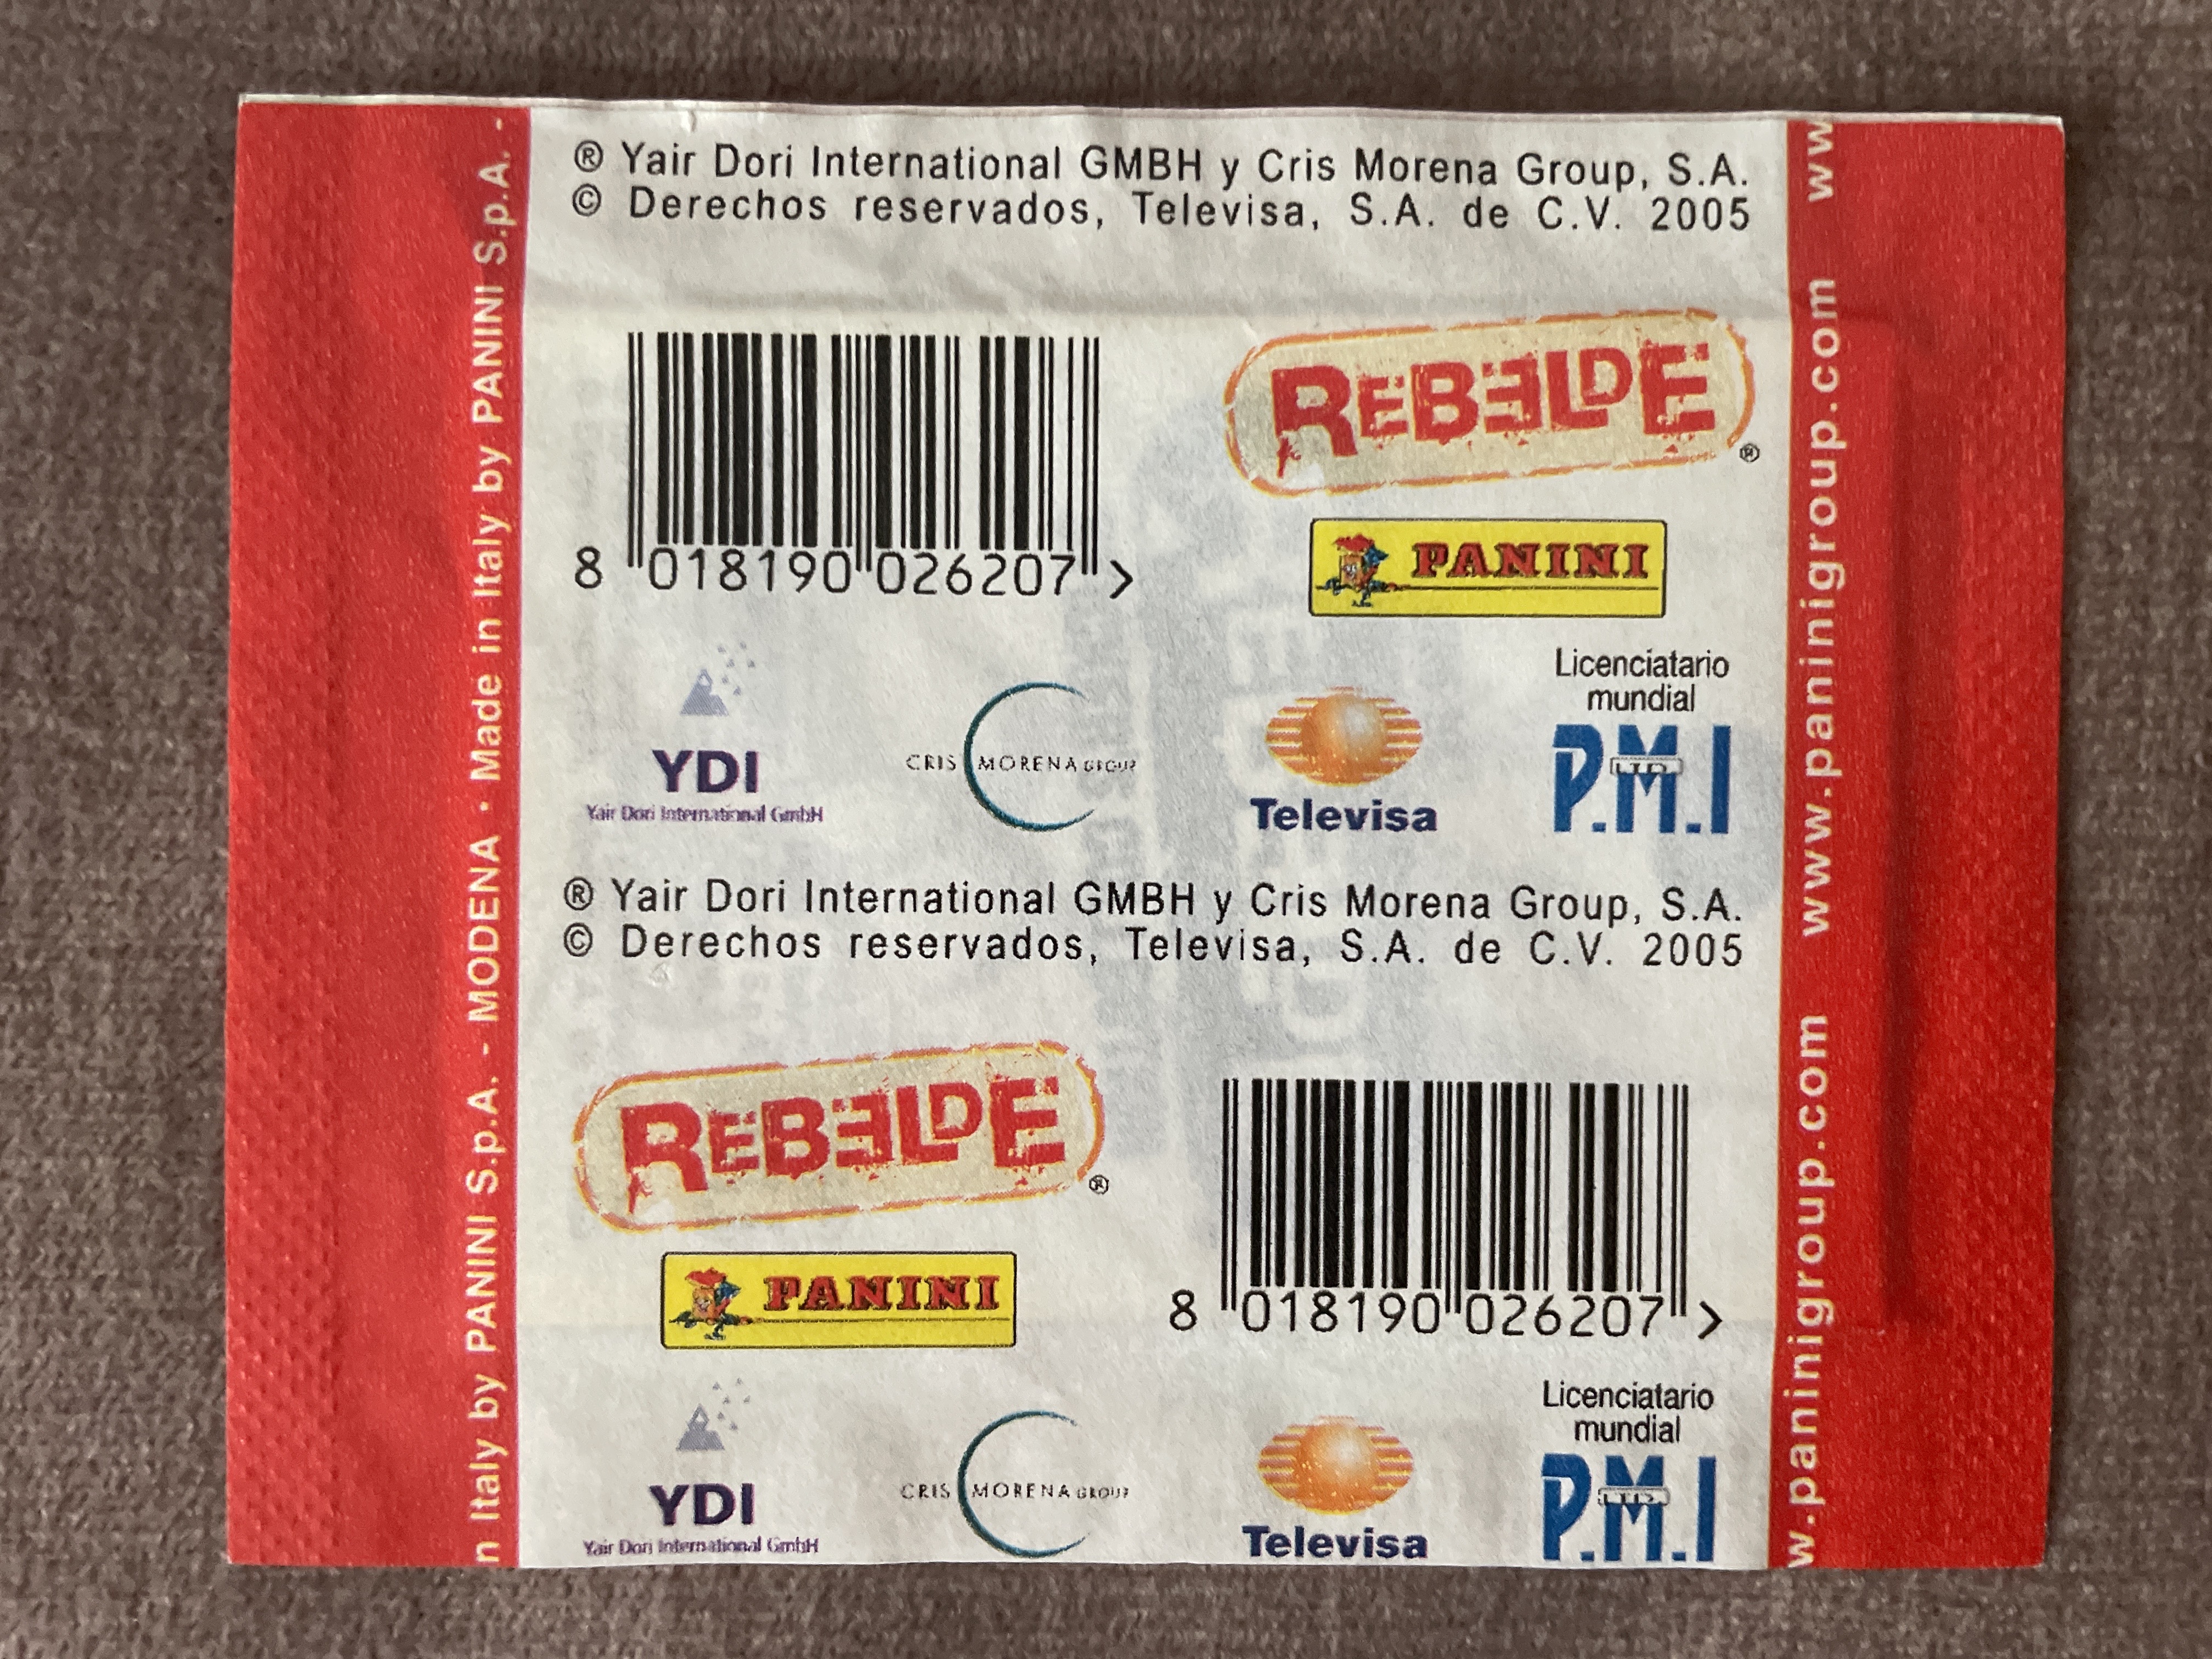 n Italy by PANINI S.p.A. - MODENA · Made in Italy by PANINI S.p.A. -
® Yair Dori International GMBH y Cris Morena Group, S.A.
© Derechos reservados, Televisa, S.A. de C.V. 2005
8 018190 026207 >
REBELDE
®
PANINI
YDI
Yair Dori International GmbH
CRIS MORENA GROUP
Televisa
Licenciatario
mundial
P.M.I
LTD.
® Yair Dori International GMBH y Cris Morena Group, S.A.
© Derechos reservados, Televisa, S.A. de C.V. 2005
REBELDE
®
PANINI
8 018190 026207 >
YDI
Yair Dori International GmbH
CRIS MORENA GROUP
Televisa
Licenciatario
mundial
P.M.I
LTD.
w.paninigroup.com www.paninigroup.com ww